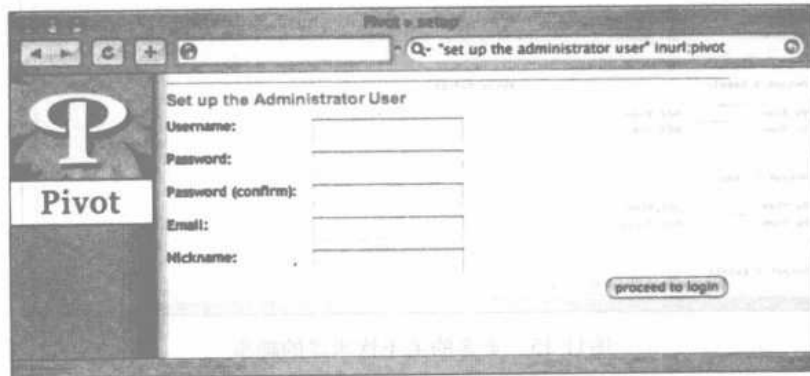 Pivot » setup
"set up the administrator user" inurl:pivot
Set up the Administrator User
Username:
Password:
Password (confirm):
Email:
Nickname:
Pivot
proceed to login